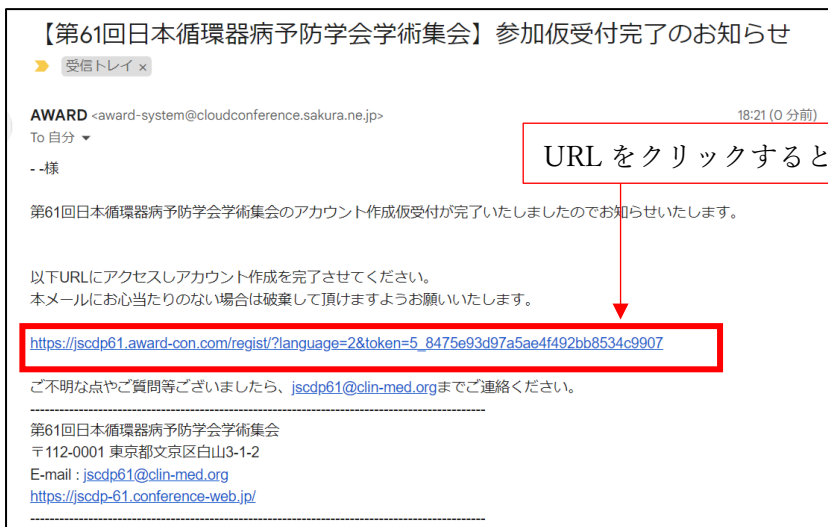 【第61回日本循環器病予防学会学術集会】参加仮受付完了のお知らせ
受信トレイ ×
AWARD <award-system@cloudconference.sakura.ne.jp>
18:21 (0 分前)
To 自分
- -様
URL をクリックすると
第61回日本循環器病予防学会学術集会のアカウント作成仮受付が完了いたしましたのでお知らせいたします。
以下URLにアクセスしアカウント作成を完了させてください。
本メールにお心当たりのない場合は破棄して頂けますようお願いいたします。
https://jscdp61.award-con.com/regist/?language=2&token=5_8475e93d97a5ae4f492bb8534c9907
ご不明な点やご質問等ございましたら、jscdp61@clin-med.orgまでご連絡ください。
--------------------------------------------------------------------------------------------
第61回日本循環器病予防学会学術集会
〒112-0001 東京都文京区白山3-1-2
E-mail : jscdp61@clin-med.org
https://jscdp-61.conference-web.jp/
--------------------------------------------------------------------------------------------